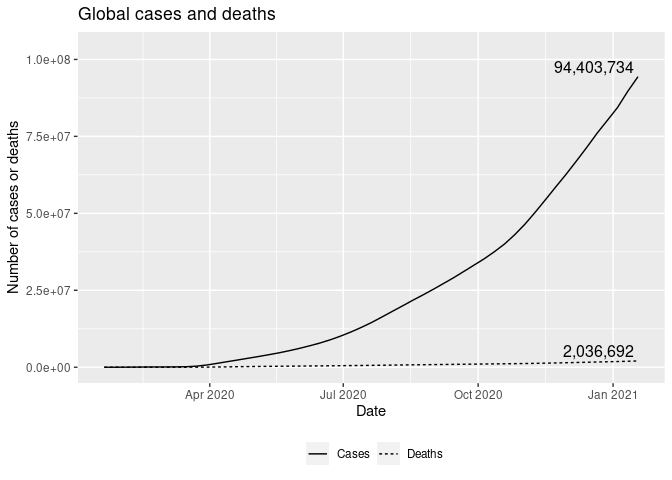 Global cases and deaths
Number of cases or deaths
1.0e+08
7.5e+07
5.0e+07
2.5e+07
0.0e+00
94,403,734
2,036,692
Apr 2020 Jul 2020 Oct 2020 Jan 2021
Date
Cases Deaths